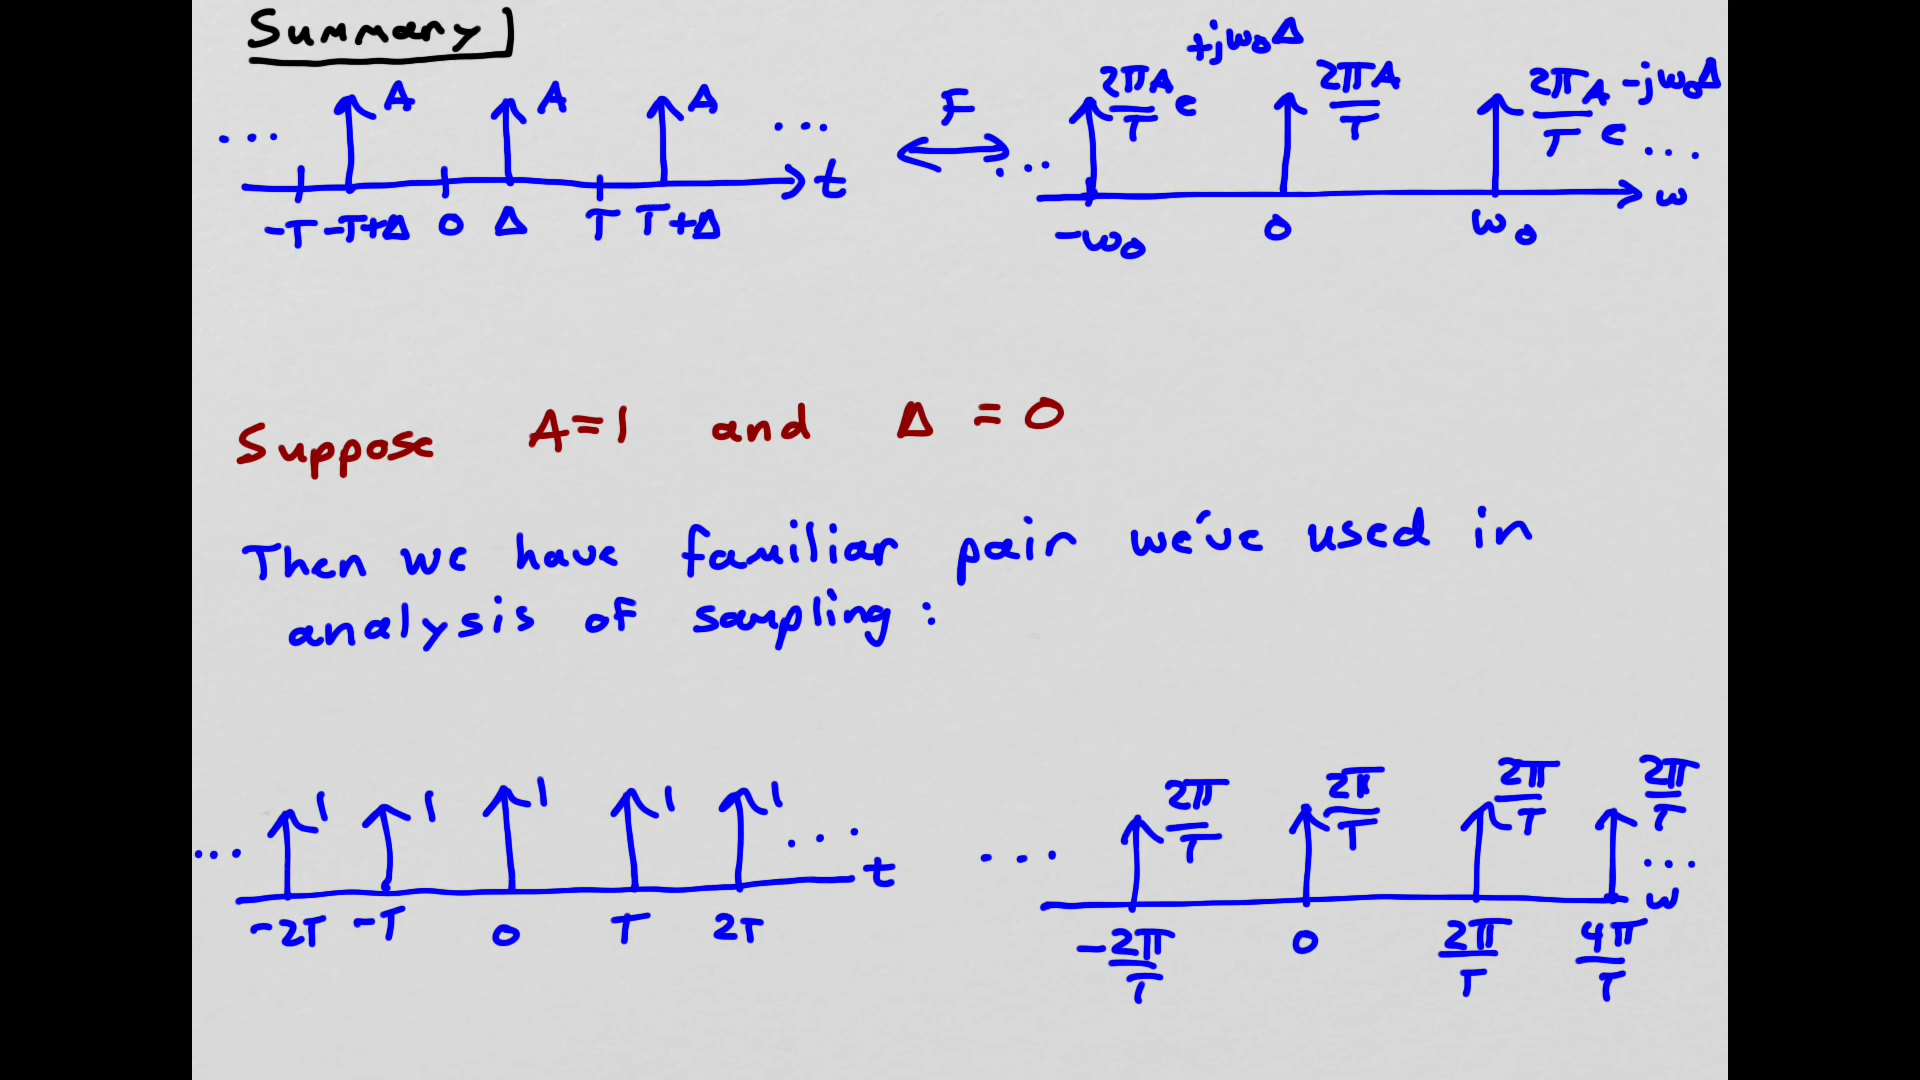 Summary
A A A ... ... t
-T -T+Δ 0 Δ T T+Δ
F
2πA/T e^{+jω₀Δ} 2πA/T 2πA/T e^{-jω₀Δ} ... .. ω
-ω₀ 0 ω₀
Suppose A=1 and Δ=0
Then we have familiar pair we've used in
analysis of sampling:
... 1 1 1 1 1 ... t
-2T -T 0 T 2T
... 2π/T 2π/T 2π/T 2π/T ... ω
-2π/T 0 2π/T 4π/T